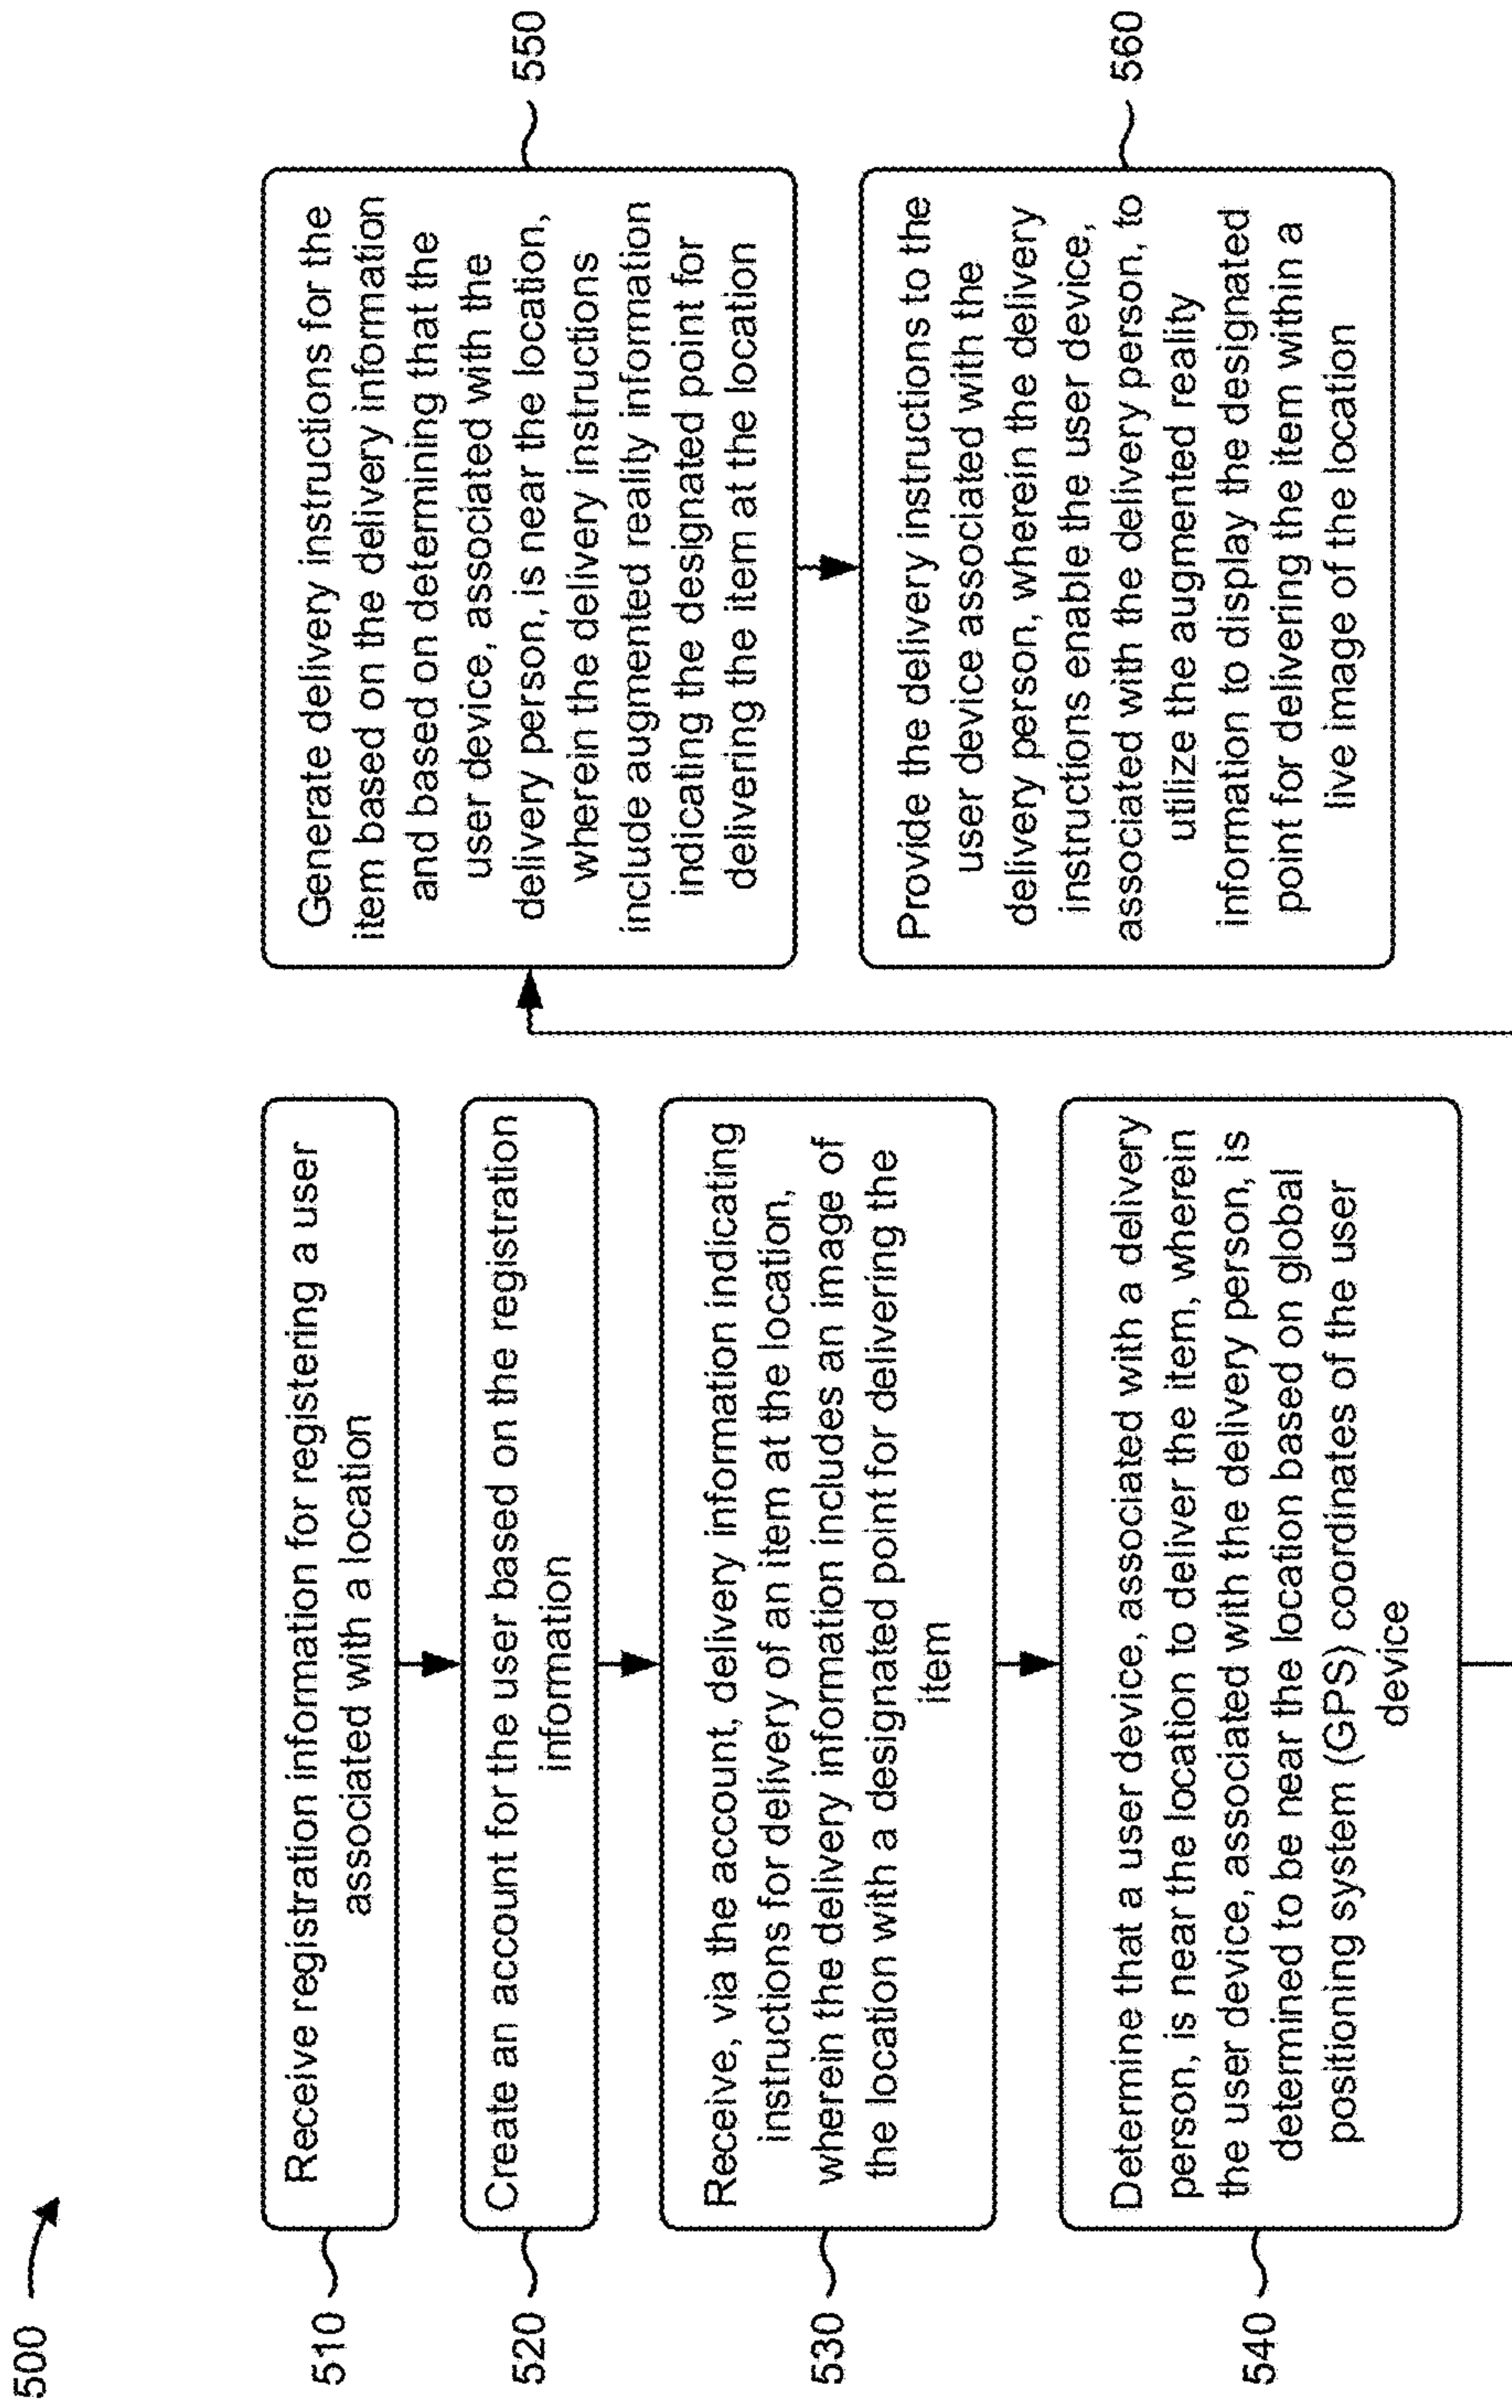 500
510
Receive registration information for registering a user
associated with a location
520
Create an account for the user based on the registration
information
530
Receive, via the account, delivery information indicating
instructions for delivery of an item at the location,
wherein the delivery information includes an image of
the location with a designated point for delivering the
item
540
Determine that a user device, associated with a delivery
person, is near the location to deliver the item, wherein
the user device, associated with the delivery person, is
determined to be near the location based on global
positioning system (GPS) coordinates of the user
device
550
Generate delivery instructions for the
item based on the delivery information
and based on determining that the
user device, associated with the
delivery person, is near the location,
wherein the delivery instructions
include augmented reality information
indicating the designated point for
delivering the item at the location
560
Provide the delivery instructions to the
user device associated with the
delivery person, wherein the delivery
instructions enable the user device,
associated with the delivery person, to
utilize the augmented reality
information to display the designated
point for delivering the item within a
live image of the location